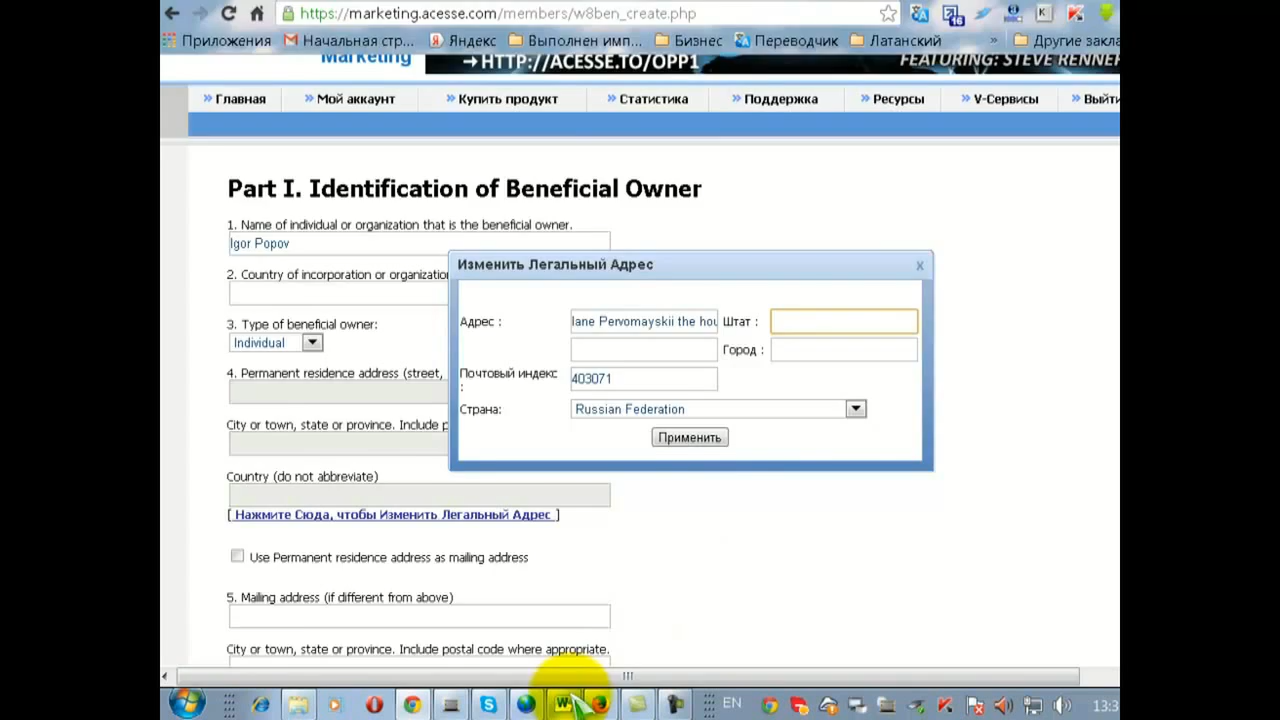 https://marketing.acesse.com/members/w8ben_create.php
16
Приложения Начальная стр... Яндекс Выполнен имп... Бизнес Переводчик Латанский » Другие закла
Marketing →HTTP://ACESSE.TO/OPP1 FEATURING: STEVE RENNER
» Главная » Мой аккаунт » Купить продукт » Статистика » Поддержка » Ресурсы » V-Сервисы » Выйти
Part I. Identification of Beneficial Owner
1. Name of individual or organization that is the beneficial owner.
Igor Popov
2. Country of incorporation or organizatio
3. Type of beneficial owner:
Individual
4. Permanent residence address (street,
City or town, state or province. Include p
Country (do not abbreviate)
[ Нажмите Сюда, чтобы Изменить Легальный Адрес ]
Use Permanent residence address as mailing address
5. Mailing address (if different from above)
City or town, state or province. Include postal code where appropriate.
Изменить Легальный Адрес x
Адрес : lane Pervomayskii the hou Штат :
Город :
Почтовый индекс : 403071
Страна: Russian Federation
Применить
EN 13:3